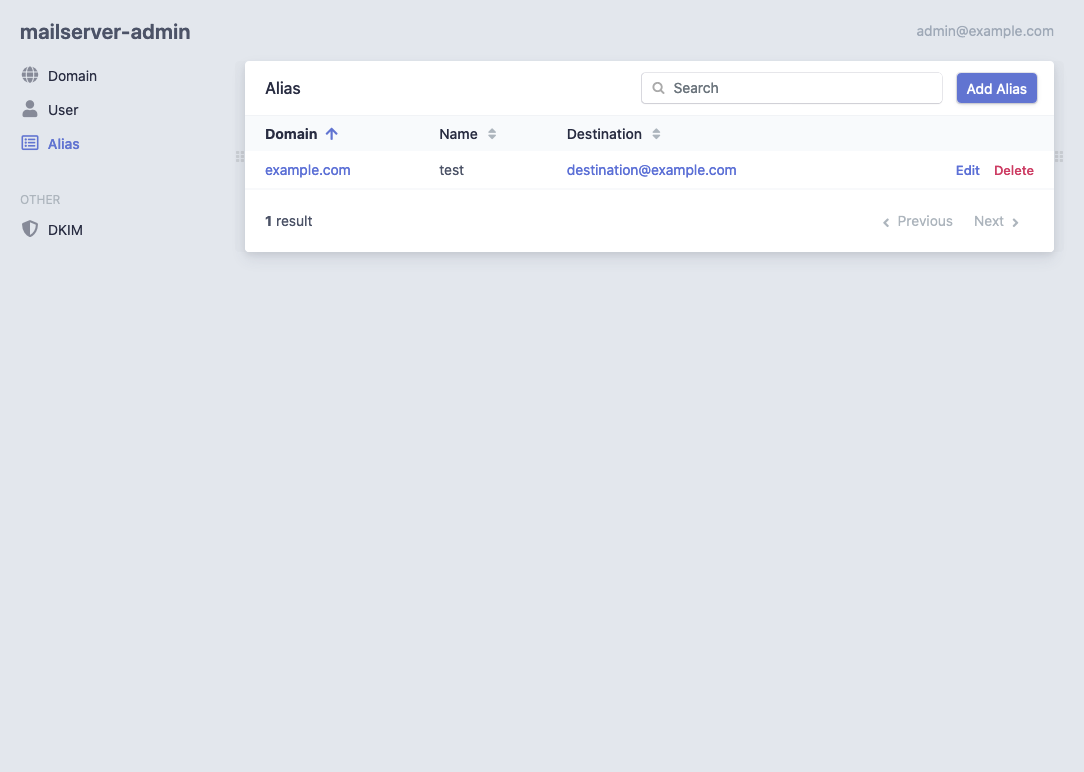 mailserver-admin
admin@example.com
Domain
User
Alias
OTHER
DKIM
Alias
Search
Add Alias
Domain Name Destination
example.com test destination@example.com Edit Delete
1 result
Previous Next